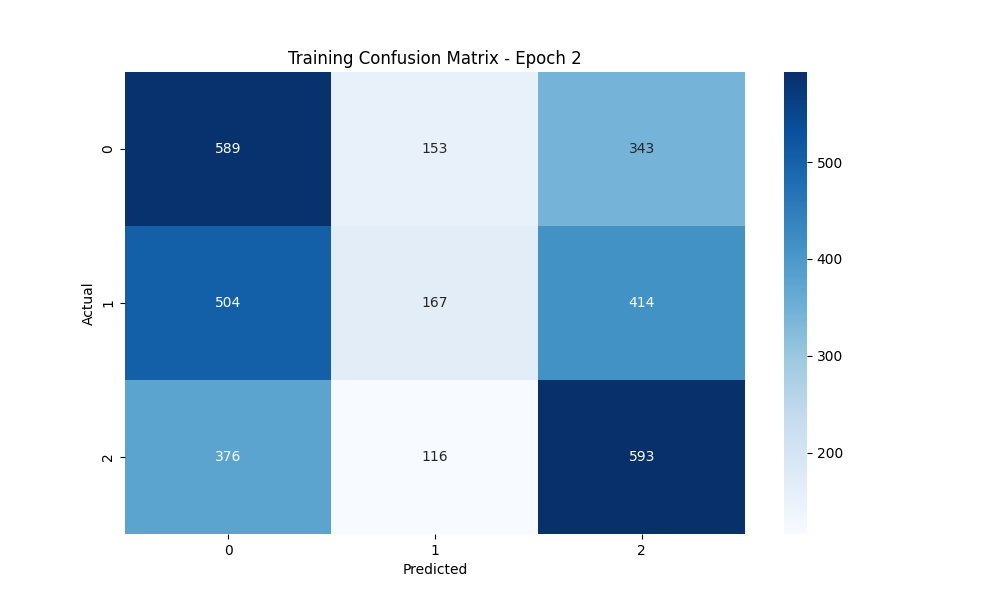 Training Confusion Matrix - Epoch 2
0 589 153 343
1 504 167 414
2 376 116 593
0 1 2
Actual
Predicted
500
400
300
200